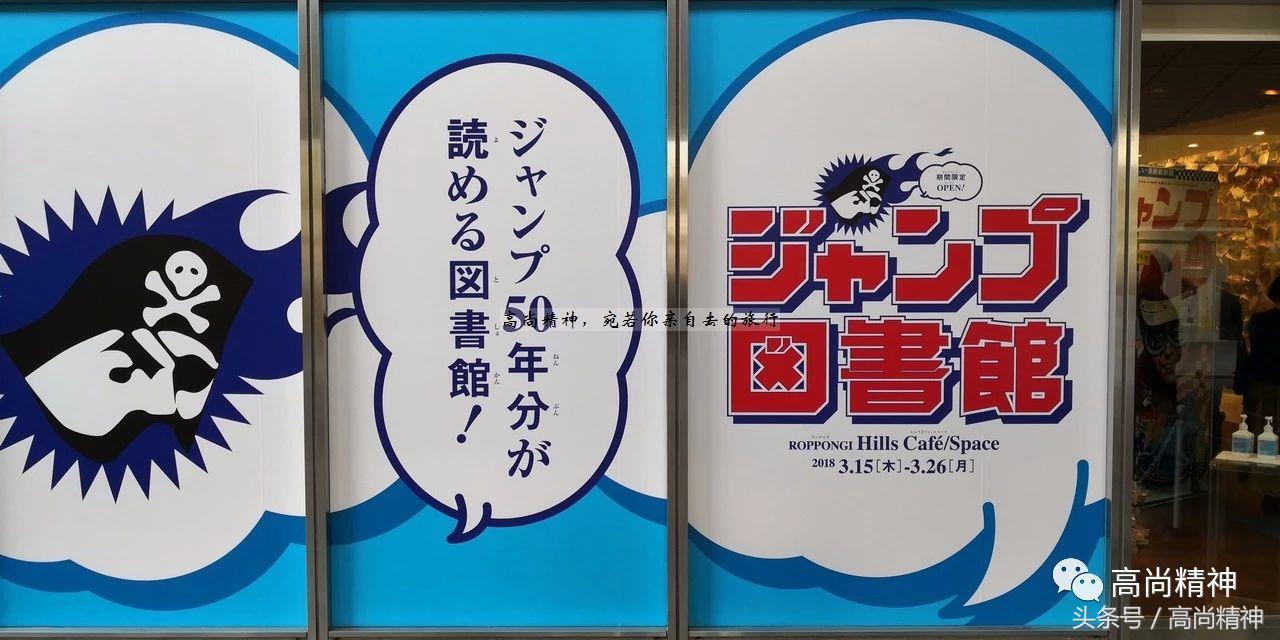 ジャンプ50年分が
読める図書館!
期間限定
OPEN!
ジャンプ
図書館
ROPPONGI Hills Café/Space
2018 3.15[木]-3.26[月]
高尚精神，宛若你亲自去的旅行
ャンプ
高尚精神
头条号 / 高尚精神